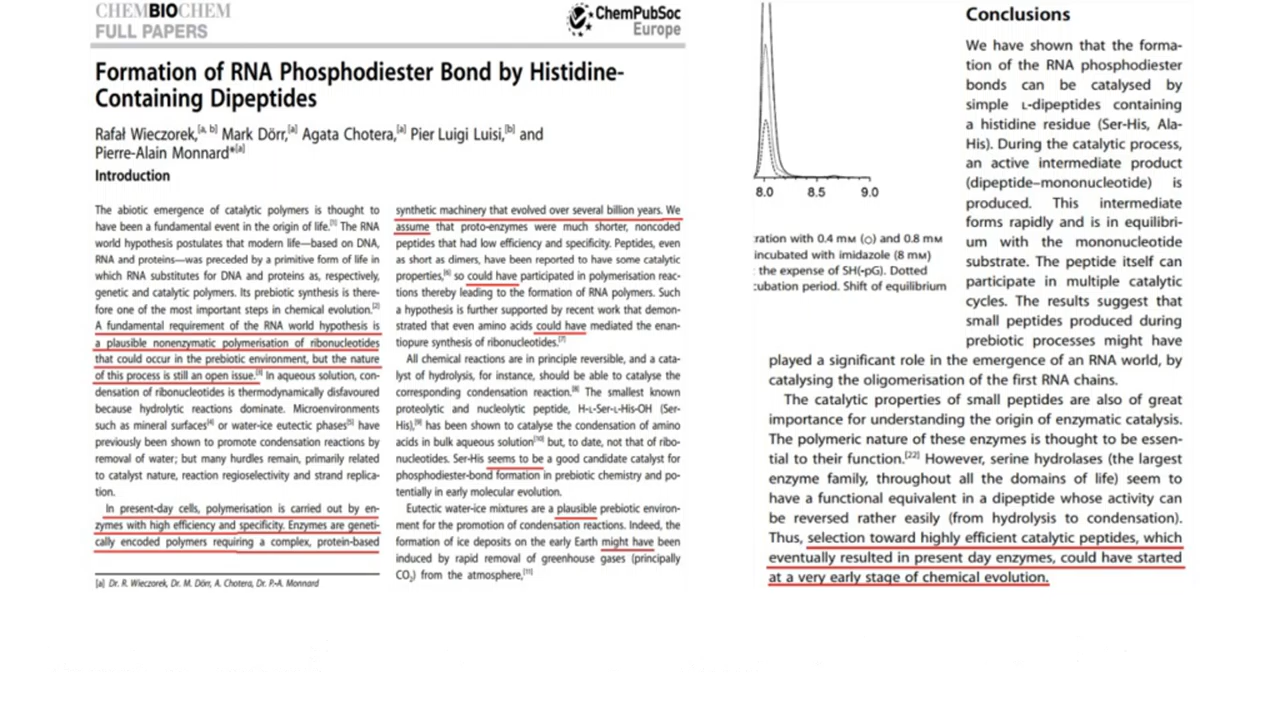 CHEMBIOCHEM
FULL PAPERS
ChemPubSoc
Europe
Formation of RNA Phosphodiester Bond by Histidine-
Containing Dipeptides
Rafał Wieczorek,[a, b] Mark Dörr,[a] Agata Chotera,[a] Pier Luigi Luisi,[b] and
Pierre-Alain Monnard*[a]
Introduction
The abiotic emergence of catalytic polymers is thought to
have been a fundamental event in the origin of life.[1] The RNA
world hypothesis postulates that modern life—based on DNA,
RNA and proteins—was preceded by a primitive form of life in
which RNA substitutes for DNA and proteins as, respectively,
genetic and catalytic polymers. Its prebiotic synthesis is there-
fore one of the most important steps in chemical evolution.[2]
A fundamental requirement of the RNA world hypothesis is
a plausible nonenzymatic polymerisation of ribonucleotides
that could occur in the prebiotic environment, but the nature
of this process is still an open issue.[3] In aqueous solution, con-
densation of ribonucleotides is thermodynamically disfavoured
because hydrolytic reactions dominate. Microenvironments
such as mineral surfaces[4] or water-ice eutectic phases[5] have
previously been shown to promote condensation reactions by
removal of water; but many hurdles remain, primarily related
to catalyst nature, reaction regioselectivity and strand replica-
tion.
In present-day cells, polymerisation is carried out by en-
zymes with high efficiency and specificity. Enzymes are geneti-
cally encoded polymers requiring a complex, protein-based
[a] Dr. R. Wieczorek, Dr. M. Dörr, A. Chotera, Dr. P.-A. Monnard
synthetic machinery that evolved over several billion years. We
assume that proto-enzymes were much shorter, noncoded
peptides that had low efficiency and specificity. Peptides, even
as short as dimers, have been reported to have some catalytic
properties,[6] so could have participated in polymerisation reac-
tions thereby leading to the formation of RNA polymers. Such
a hypothesis is further supported by recent work that demon-
strated that even amino acids could have mediated the enan-
tiopure synthesis of ribonucleotides.[7]
All chemical reactions are in principle reversible, and a cata-
lyst of hydrolysis, for instance, should be able to catalyse the
corresponding condensation reaction.[8] The smallest known
proteolytic and nucleolytic peptide, H-L-Ser-L-His-OH (Ser-
His),[9] has been shown to catalyse the condensation of amino
acids in bulk aqueous solution[10] but, to date, not that of ribo-
nucleotides. Ser-His seems to be a good candidate catalyst for
phosphodiester-bond formation in prebiotic chemistry and po-
tentially in early molecular evolution.
Eutectic water-ice mixtures are a plausible prebiotic environ-
ment for the promotion of condensation reactions. Indeed, the
formation of ice deposits on the early Earth might have been
induced by rapid removal of greenhouse gases (principally
CO2) from the atmosphere,[11]
8.0 8.5 9.0
ration with 0.4 mM (○) and 0.8 mM
incubated with imidazole (8 mM)
the expense of SH(-pG). Dotted
cubation period. Shift of equilibrium
Conclusions
We have shown that the forma-
tion of the RNA phosphodiester
bonds can be catalysed by
simple L-dipeptides containing
a histidine residue (Ser-His, Ala-
His). During the catalytic process,
an active intermediate product
(dipeptide–mononucleotide) is
produced. This intermediate
forms rapidly and is in equilibri-
um with the mononucleotide
substrate. The peptide itself can
participate in multiple catalytic
cycles. The results suggest that
small peptides produced during
prebiotic processes might have
played a significant role in the emergence of an RNA world, by
catalysing the oligomerisation of the first RNA chains.
The catalytic properties of small peptides are also of great
importance for understanding the origin of enzymatic catalysis.
The polymeric nature of these enzymes is thought to be essen-
tial to their function.[22] However, serine hydrolases (the largest
enzyme family, throughout all the domains of life) seem to
have a functional equivalent in a dipeptide whose activity can
be reversed rather easily (from hydrolysis to condensation).
Thus, selection toward highly efficient catalytic peptides, which
eventually resulted in present day enzymes, could have started
at a very early stage of chemical evolution.